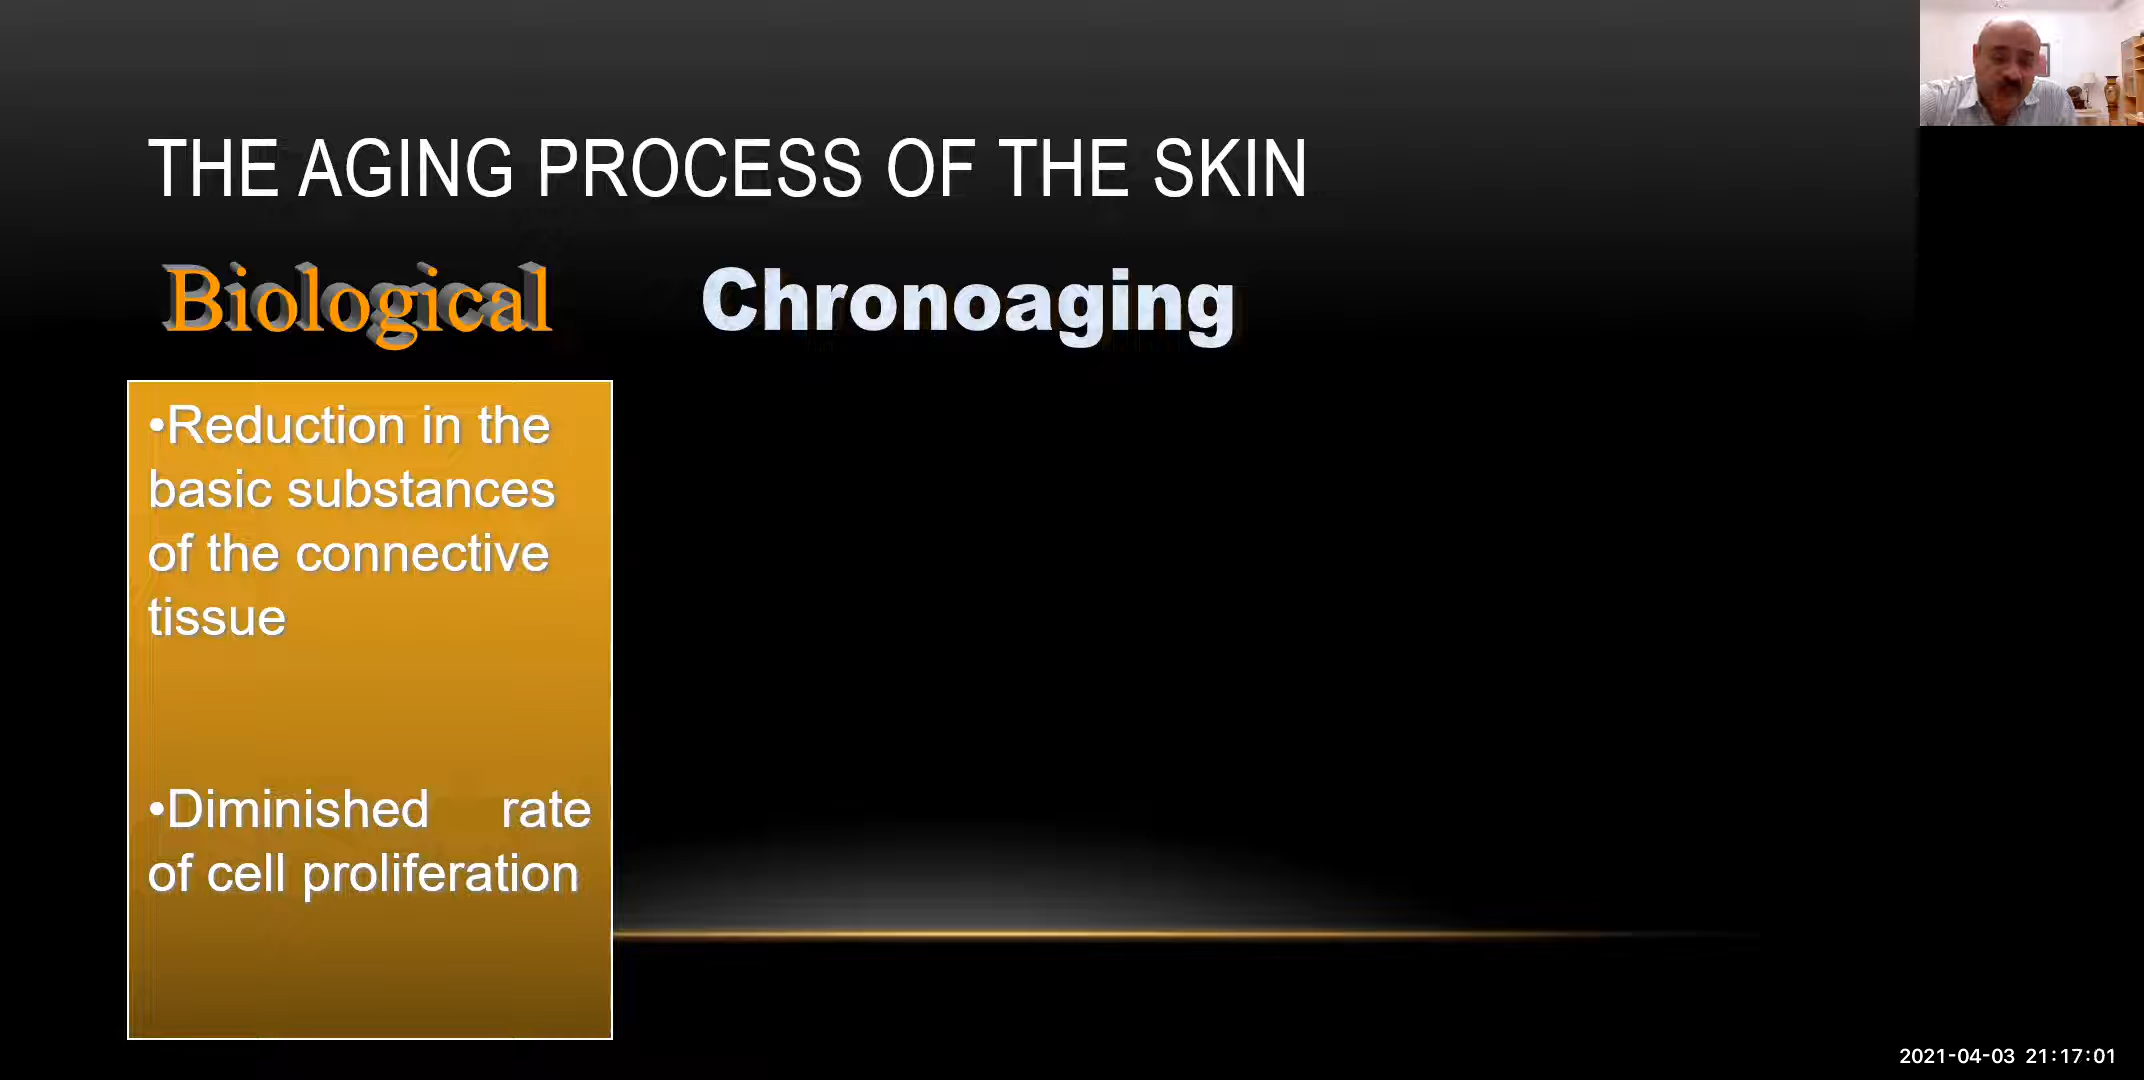 THE AGING PROCESS OF THE SKIN
Biological
Chronoaging
•Reduction in the
basic substances
of the connective
tissue
•Diminished rate
of cell proliferation
2021-04-03 21:17:01